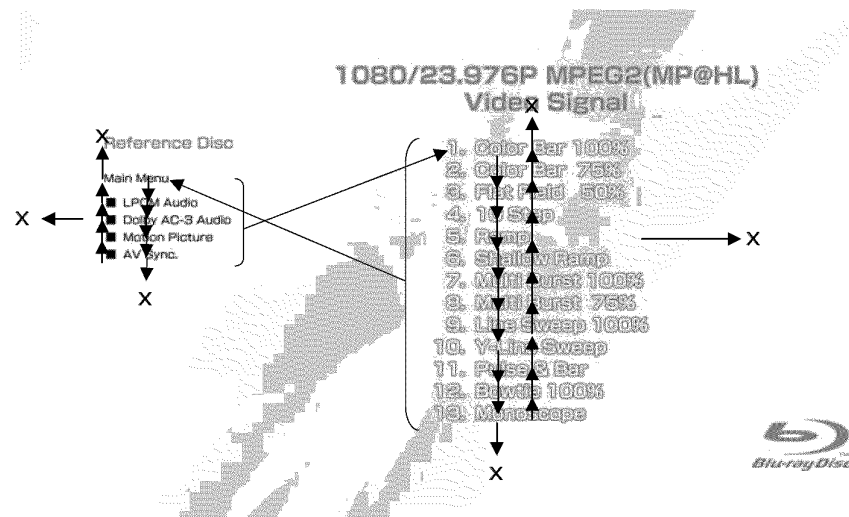 1080/23.976P MPEG2(MP@HL)
Video Signal
X
X
Reference Disc
Main Menu
■ LPCM Audio
■ Dolby AC-3 Audio
■ Motion Picture
■ AV Sync.
X
X
1. Color Bar 100%
2. Color Bar 75%
3. Flat Field 50%
4. 10 Step
5. Ramp
6. Shallow Ramp
7. Multi Burst 100%
8. Multi Burst 75%
9. Line Sweep 100%
10. Y-Line Sweep
11. Pulse & Bar
12. Bowtie 100%
13. Monoscope
X
X
Blu-ray Disc